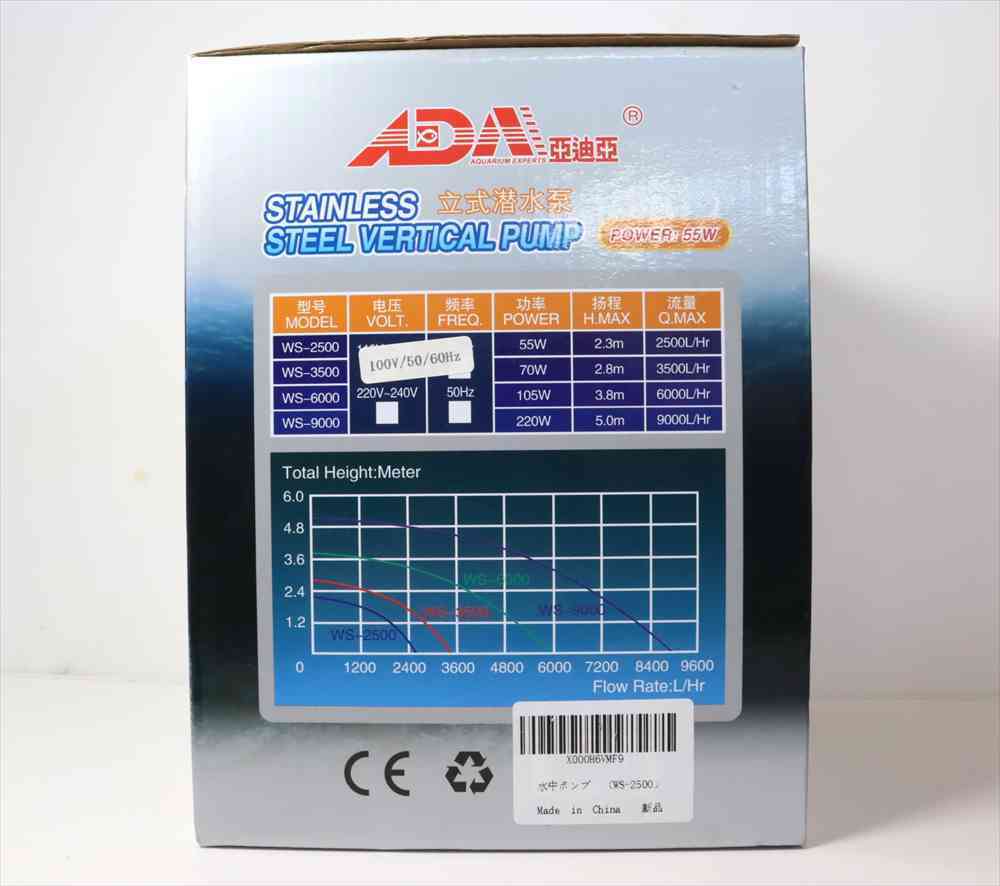 ADA ®
AQUARIUM EXPERTS 亞迪亞
STAINLESS 立式潜水泵
STEEL VERTICAL PUMP POWER: 55W
型号 电压 频率 功率 扬程 流量
MODEL VOLT. FREQ. POWER H.MAX Q.MAX
WS-2500 55W 2.3m 2500L/Hr
100V/50/60Hz
WS-3500 70W 2.8m 3500L/Hr
WS-6000 220V~240V 50Hz 105W 3.8m 6000L/Hr
WS-9000 220W 5.0m 9000L/Hr
Total Height:Meter
6.0
4.8
3.6
WS-6000
2.4
WS-3500 WS-9000
1.2
WS-2500
0 1200 2400 3600 4800 6000 7200 8400 9600
Flow Rate:L/Hr
CE
X000H6VMF9
水中ポンプ (WS-2500)
Made in China 新品